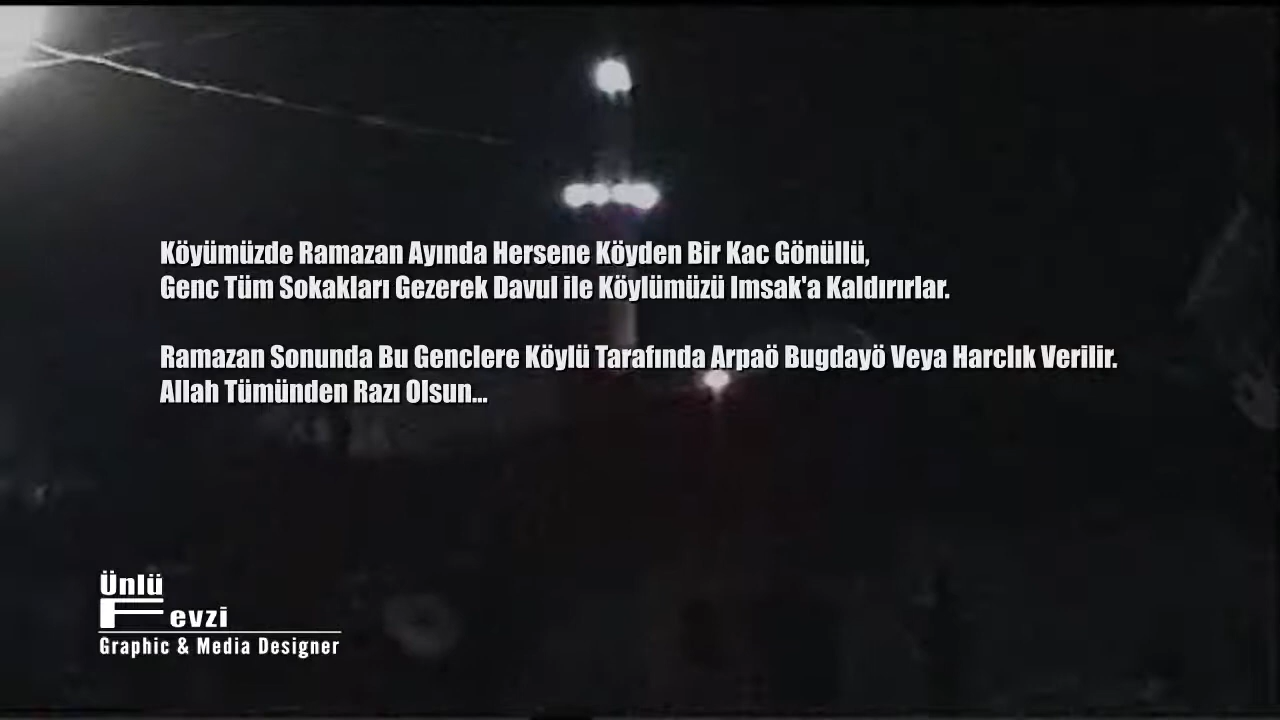 Köyümüzde Ramazan Ayında Hersene Köyden Bir Kac Gönüllü,
Genc Tüm Sokakları Gezerek Davul ile Köylümüzü Imsak'a Kaldırırlar.
Ramazan Sonunda Bu Genclere Köylü Tarafında Arpaö Bugdayö Veya Harclık Verilir.
Allah Tümünden Razı Olsun...
Ünlü
Fevzi
Graphic & Media Designer